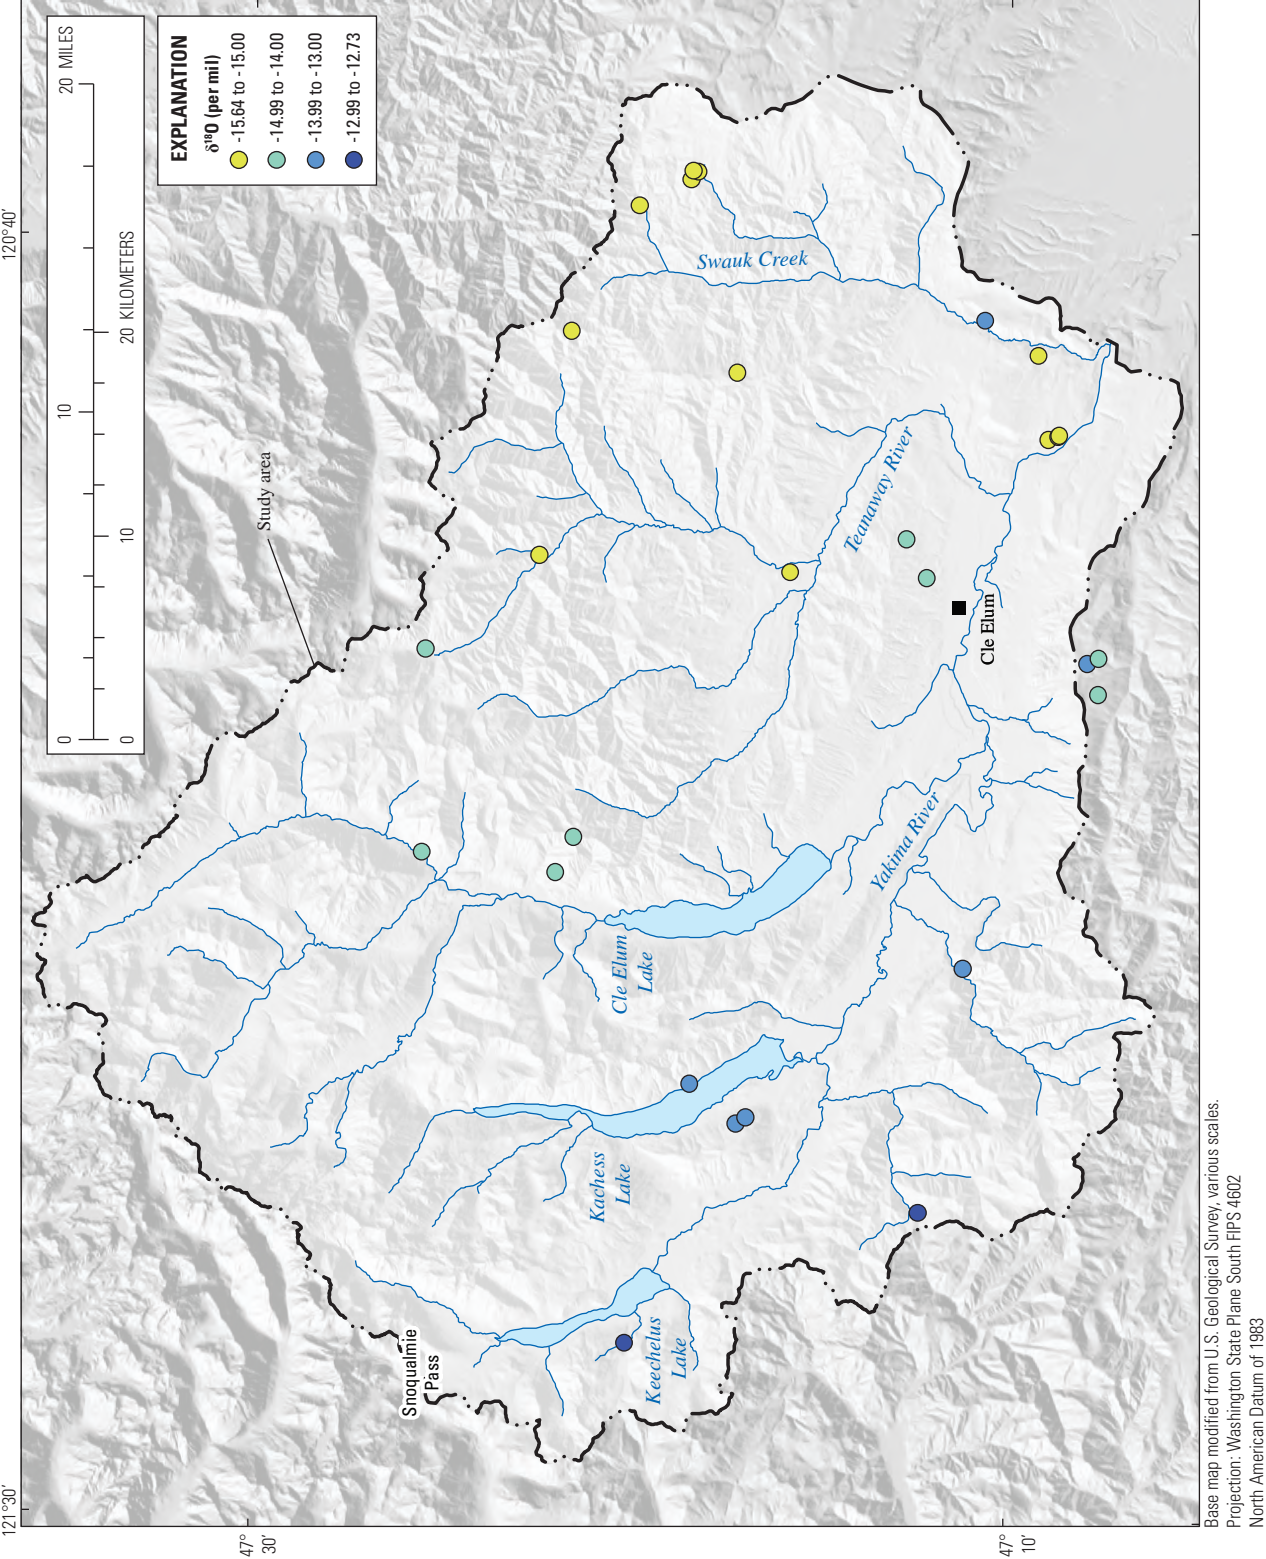 121°30'
120°40'
47°
30'
47°
10'
0 10 20 MILES
0 10 20 KILOMETERS
EXPLANATION
δ¹⁸O (per mil)
-15.64 to -15.00
-14.99 to -14.00
-13.99 to -13.00
-12.99 to -12.73
Study area
Snoqualmie
Pass
Keechelus
Lake
Kachess
Lake
Cle Elum
Lake
Yakima River
Cle Elum
Teanaway River
Swauk Creek
Base map modified from U.S. Geological Survey, various scales.
Projection: Washington State Plane South FIPS 4602
North American Datum of 1983